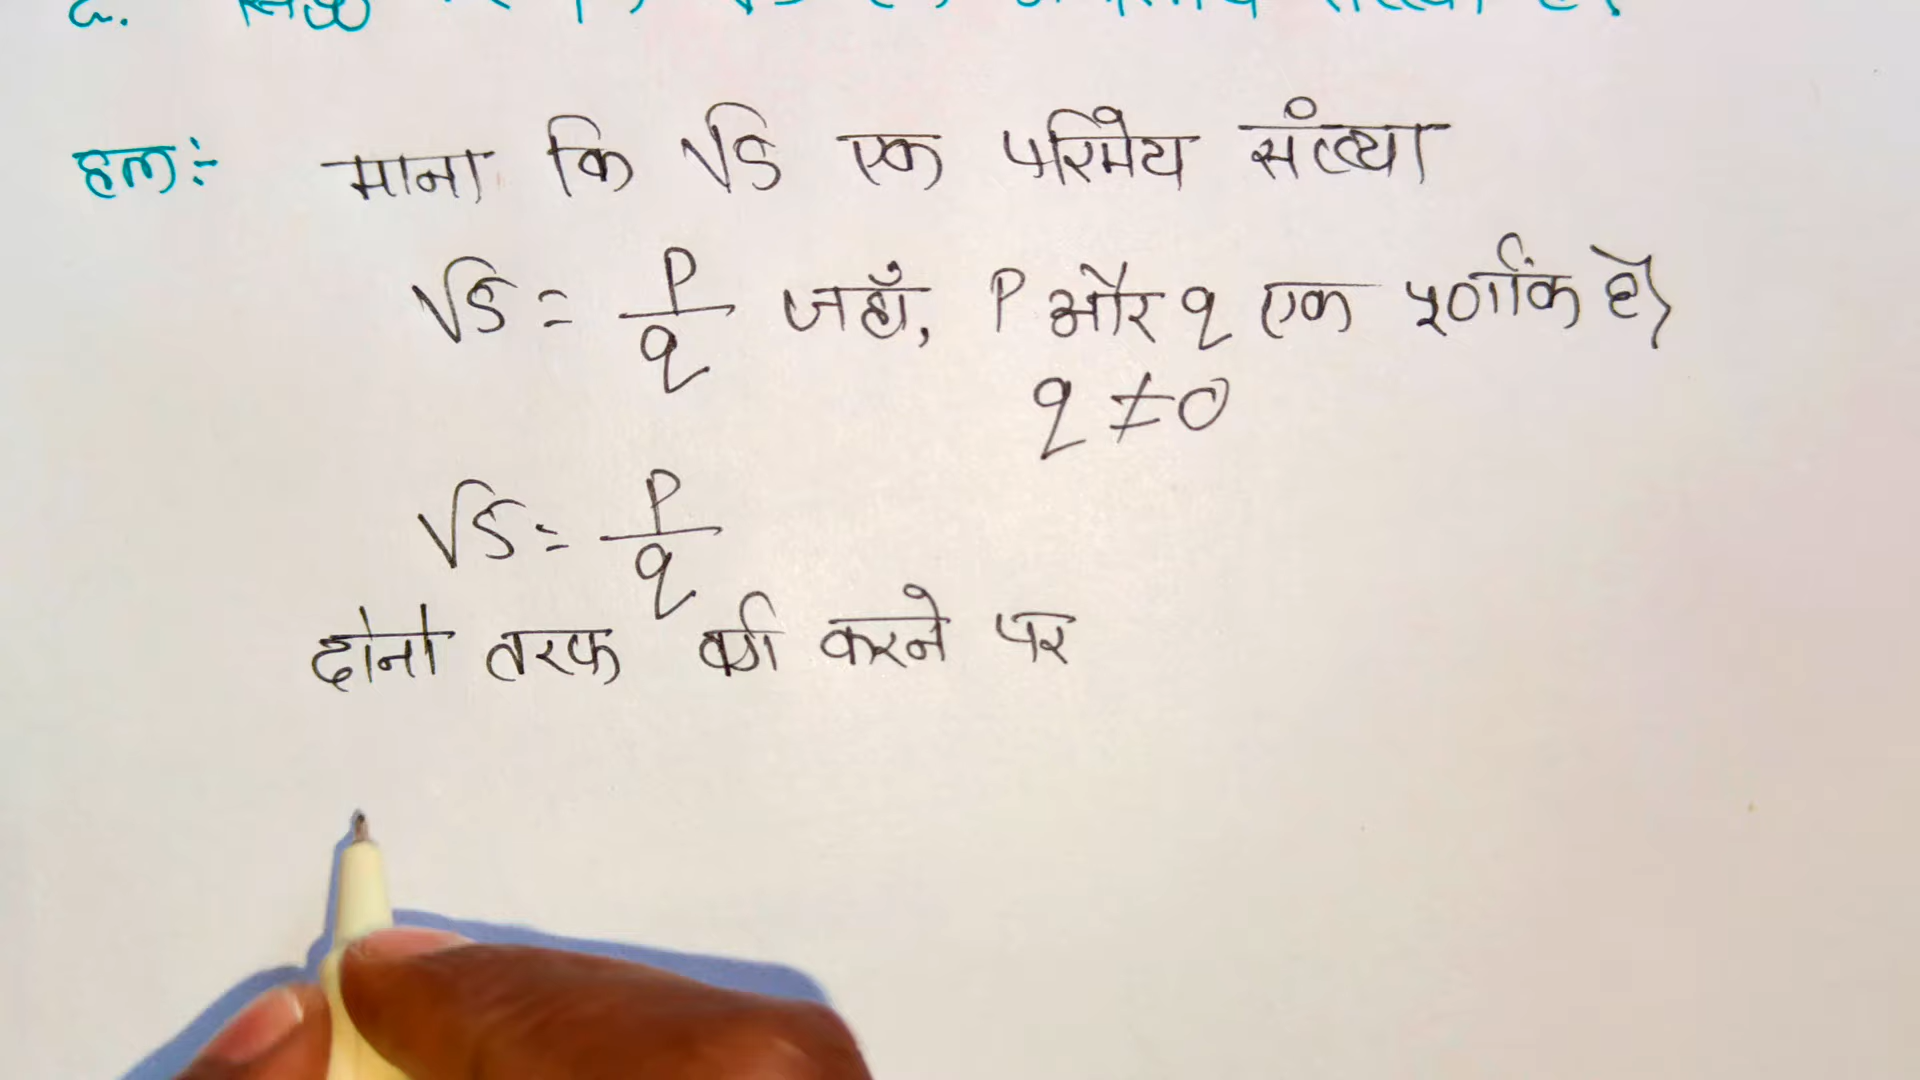 हलः- माना कि √5 एक परिमेय संख्या
√5 = p/q जहाँ, P और q एक पूर्णांक है।
q ≠ 0
√5 = p/q
दोनो तरफ वर्ग करने पर